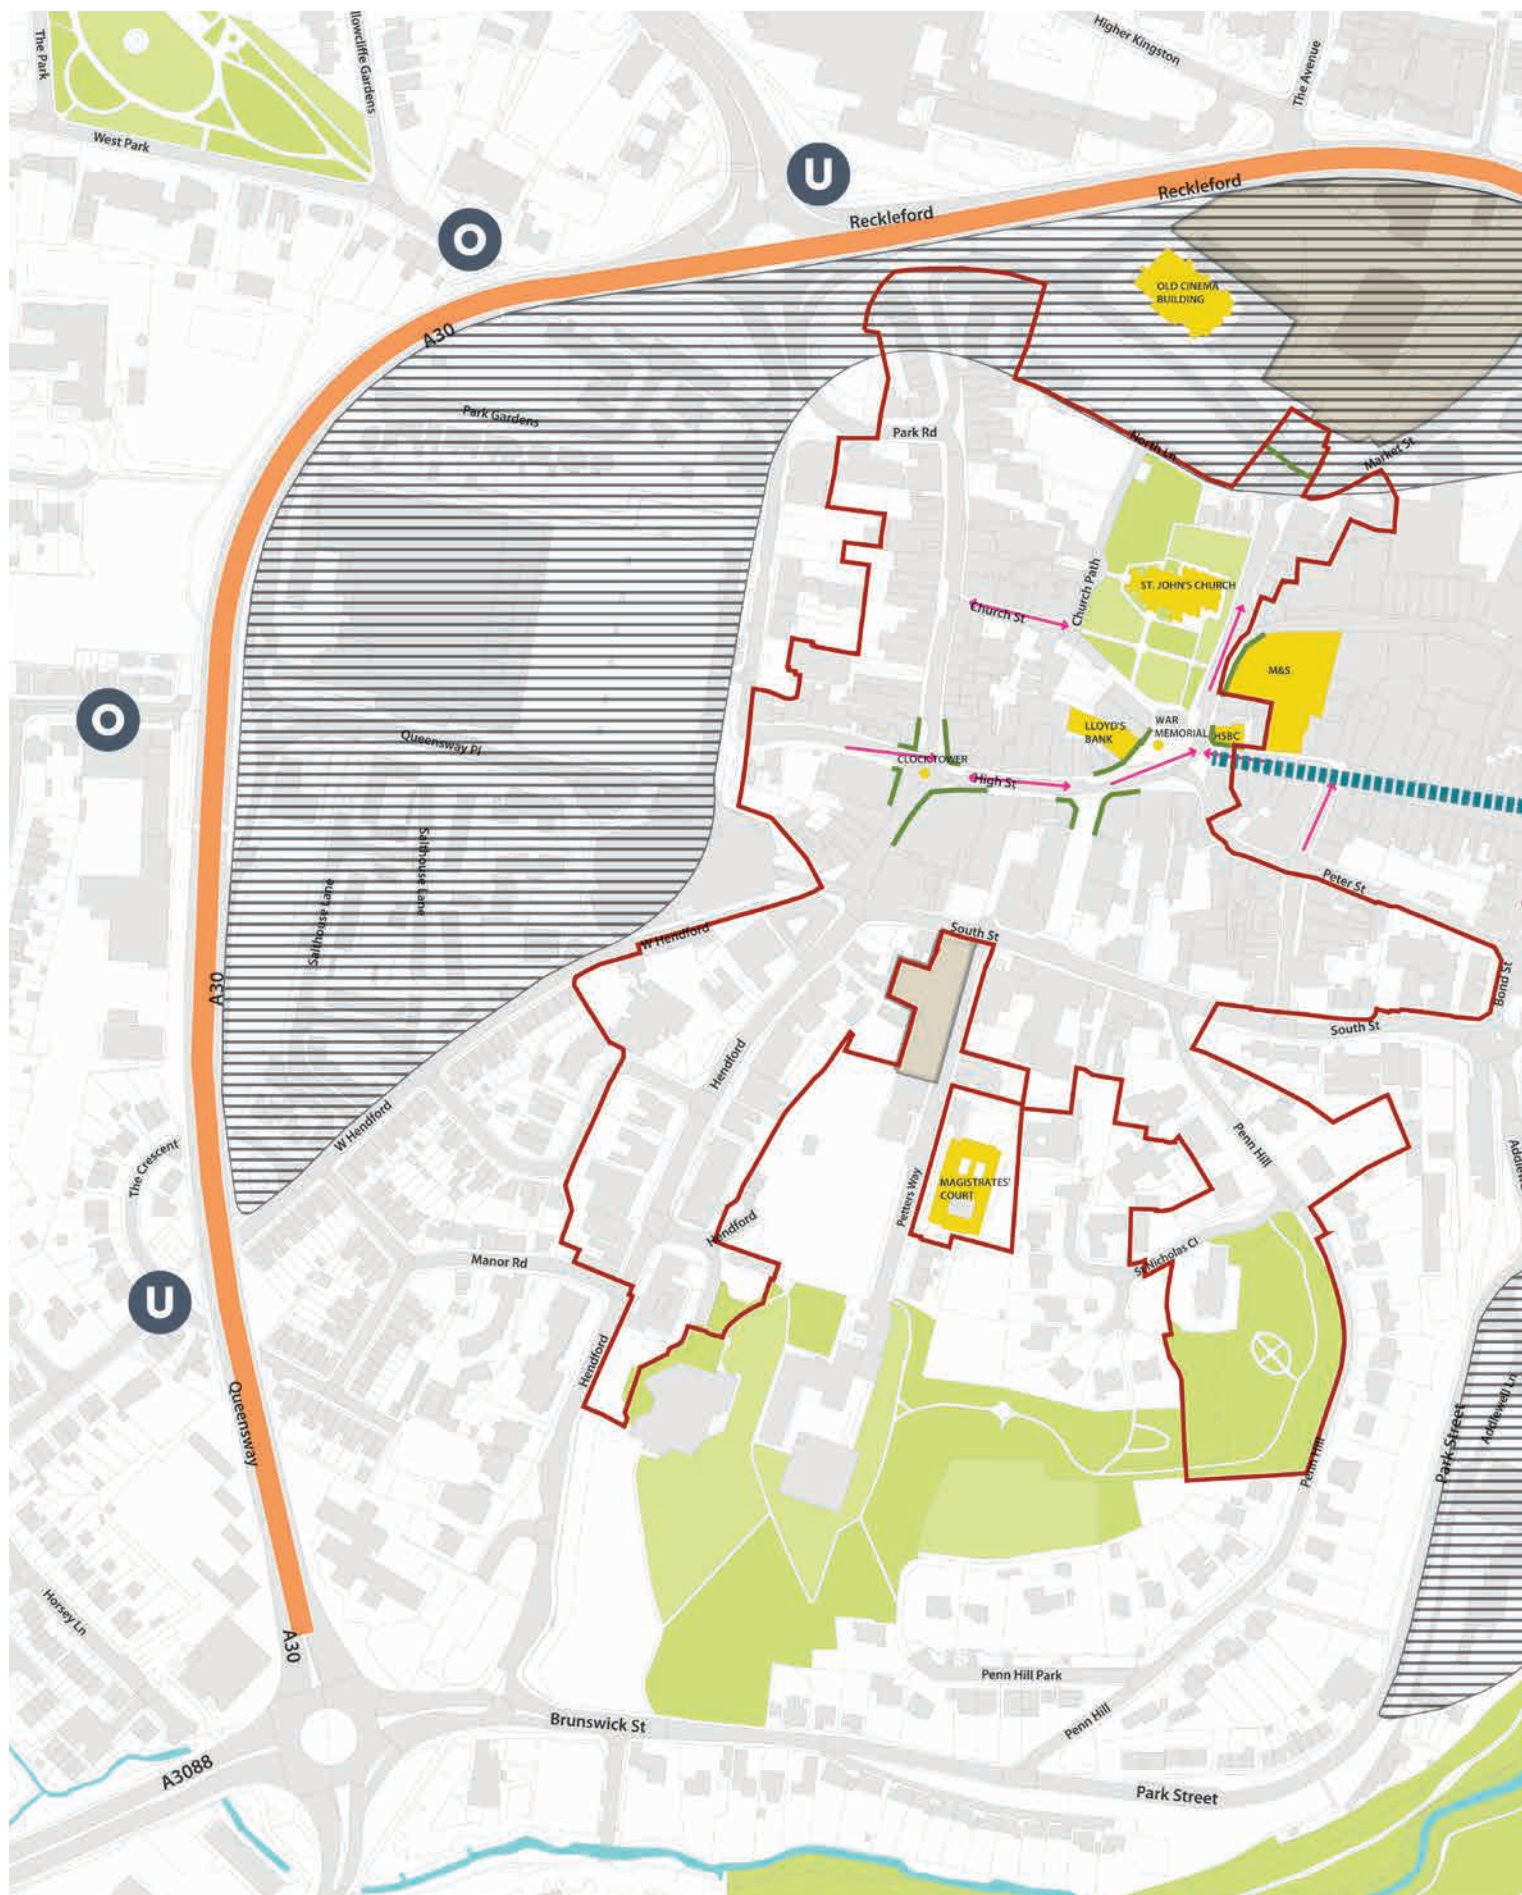 Higher Kingston
The Park
llowcliffe Gardens
The Avenue
West Park
U
Reckleford
Reckleford
O
OLD CINEMA
BUILDING
A30
Park Gardens
Park Rd
North Ln
Market St
Church Path
ST. JOHN'S CHURCH
Church St
M&S
O
LLOYD'S
BANK
WAR
MEMORIAL
HSBC
Queensway Pl
CLOCK TOWER
High St
Salthouse Lane
Salthouse Lane
Peter St
W Hendford
South St
A30
Bond St
South St
Hendford
W Hendford
Penn Hill
The Crescent
Addlew
MAGISTRATES'
COURT
Petters Way
Hendford
Manor Rd
St Nicholas Cl
U
Hendford
Queensway
Park Street
Addlewell Ln
Penn Hill
Horsey Ln
A30
Penn Hill Park
Brunswick St
Penn Hill
A3088
Park Street